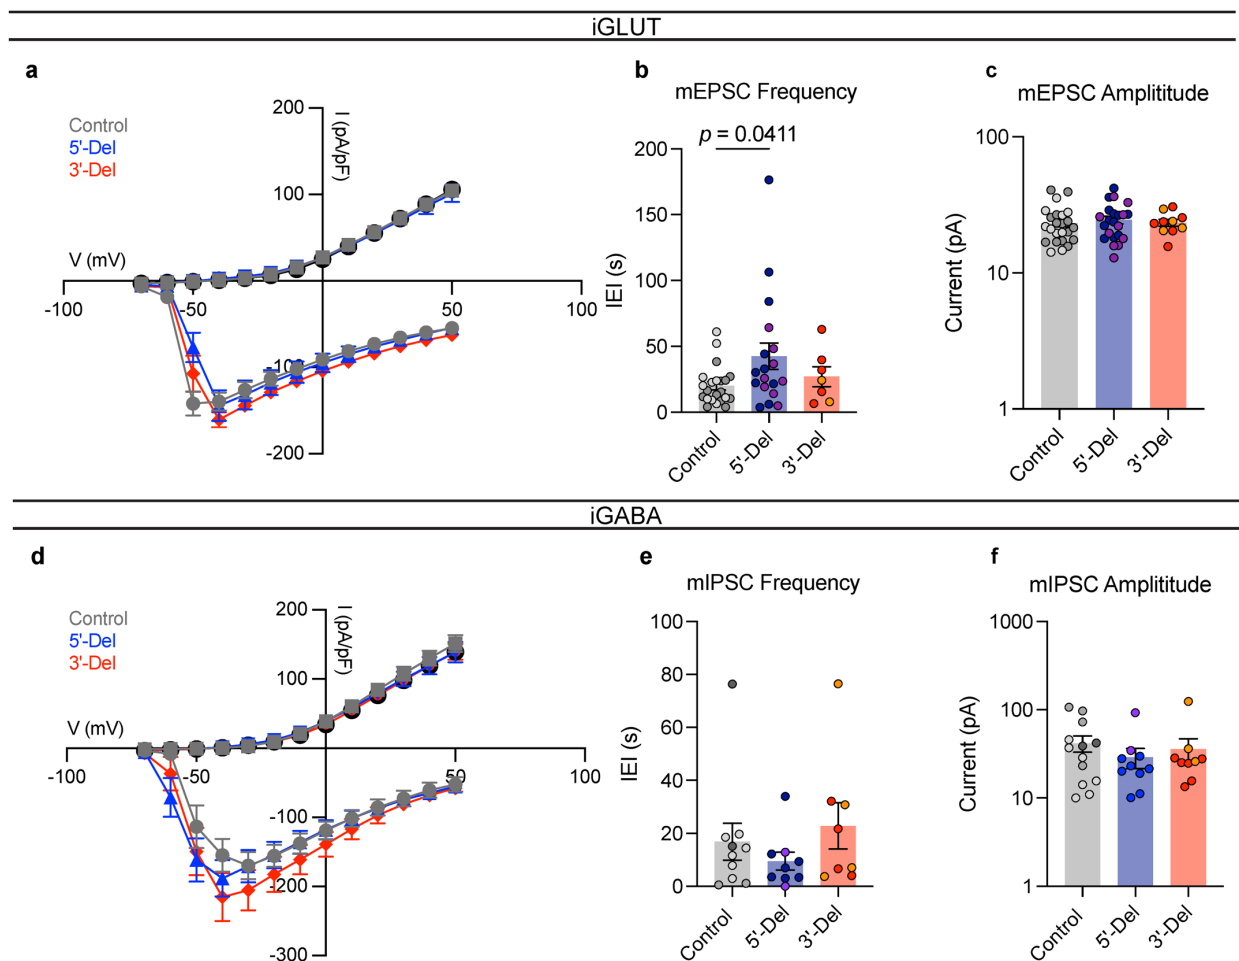 iGLUT
a
Control
5'-Del
3'-Del
200
100
-100
-200
I (pA/pF)
V (mV)
-100
-50
50
100
b
mEPSC Frequency
p = 0.0411
200
150
100
50
0
IEI (s)
Control
5'-Del
3'-Del
c
mEPSC Amplititude
100
10
1
Current (pA)
Control
5'-Del
3'-Del
iGABA
d
Control
5'-Del
3'-Del
200
100
-100
-200
-300
I (pA/pF)
V (mV)
-100
-50
50
100
e
mIPSC Frequency
100
80
60
40
20
0
IEI (s)
Control
5'-Del
3'-Del
f
mIPSC Amplititude
1000
100
10
1
Current (pA)
Control
5'-Del
3'-Del